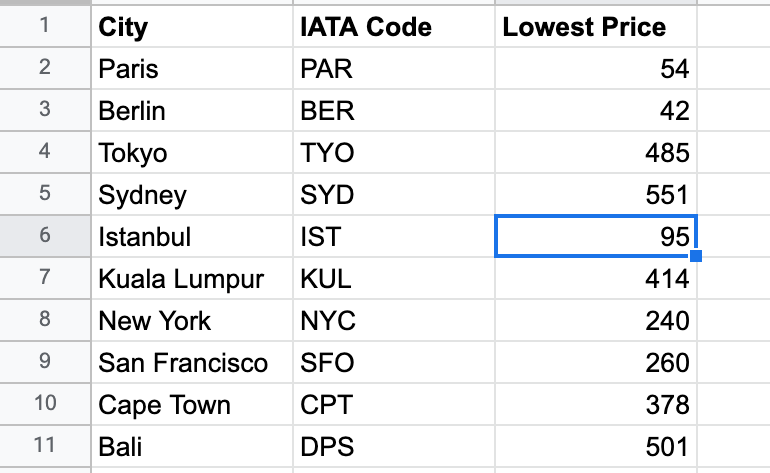 1 City IATA Code Lowest Price
2 Paris PAR 54
3 Berlin BER 42
4 Tokyo TYO 485
5 Sydney SYD 551
6 Istanbul IST 95
7 Kuala Lumpur KUL 414
8 New York NYC 240
9 San Francisco SFO 260
10 Cape Town CPT 378
11 Bali DPS 501